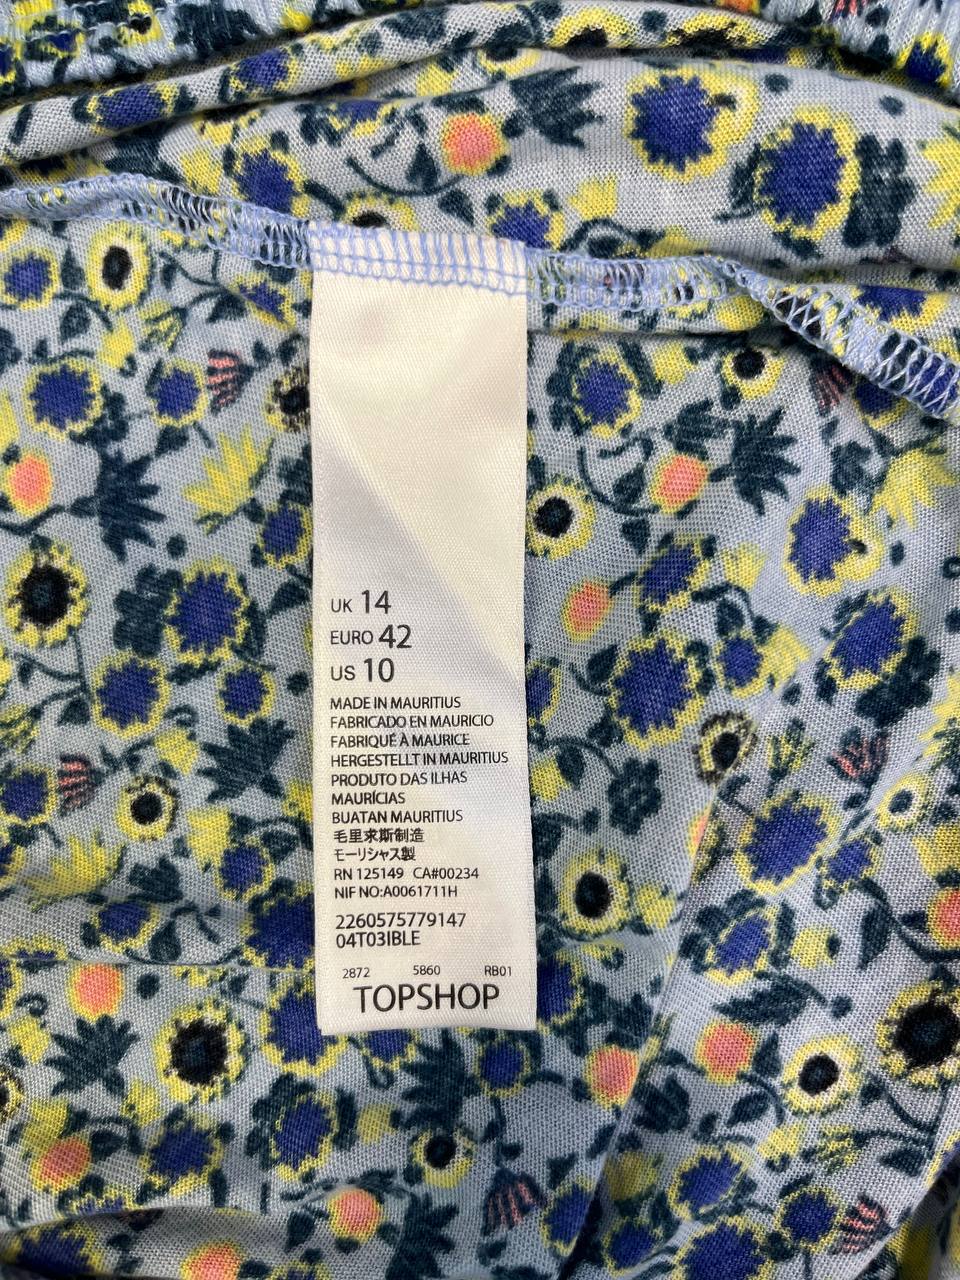 UK 14
EURO 42
US 10
MADE IN MAURITIUS
FABRICADO EN MAURICIO
FABRIQUÉ À MAURICE
HERGESTELLT IN MAURITIUS
PRODUTO DAS ILHAS
MAURÍCIAS
BUATAN MAURITIUS
毛里求斯制造
モーリシャス製
RN 125149 CA#00234
NIF NO:A0061711H
2260575779147
04T03IBLE
2872 5860 RB01
TOPSHOP